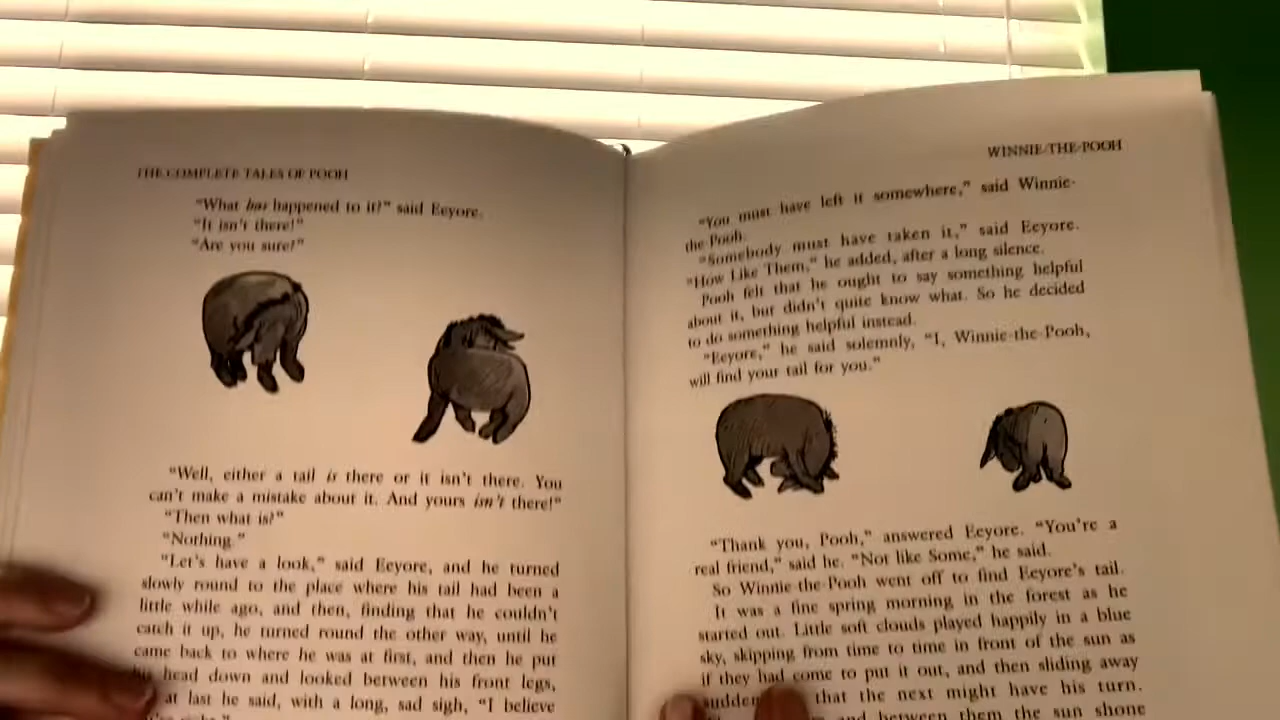 THE COMPLETE TALES OF POOH
"What has happened to it?" said Eeyore.
"It isn't there!"
"Are you sure?"
"Well, either a tail is there or it isn't there. You
can't make a mistake about it. And yours isn't there!"
"Then what is?"
"Nothing."
"Let's have a look," said Eeyore, and he turned
slowly round to the place where his tail had been a
little while ago, and then, finding that he couldn't
catch it up, he turned round the other way, until he
came back to where he was at first, and then he put
his head down and looked between his front legs,
at last he said, with a long, sad sigh, "I believe
WINNIE-THE-POOH
"You must have left it somewhere," said Winnie-
the-Pooh.
"Somebody must have taken it," said Eeyore.
"How Like Them," he added, after a long silence.
Pooh felt that he ought to say something helpful
about it, but didn't quite know what. So he decided
to do something helpful instead.
"Eeyore," he said solemnly, "I, Winnie-the-Pooh,
will find your tail for you."
"Thank you, Pooh," answered Eeyore. "You're a
real friend," said he. "Not like Some," he said.
So Winnie-the-Pooh went off to find Eeyore's tail.
It was a fine spring morning in the forest as he
started out. Little soft clouds played happily in a blue
sky, skipping from time to time in front of the sun as
if they had come to put it out, and then sliding away
that the next might have his turn.
and between them the sun shone